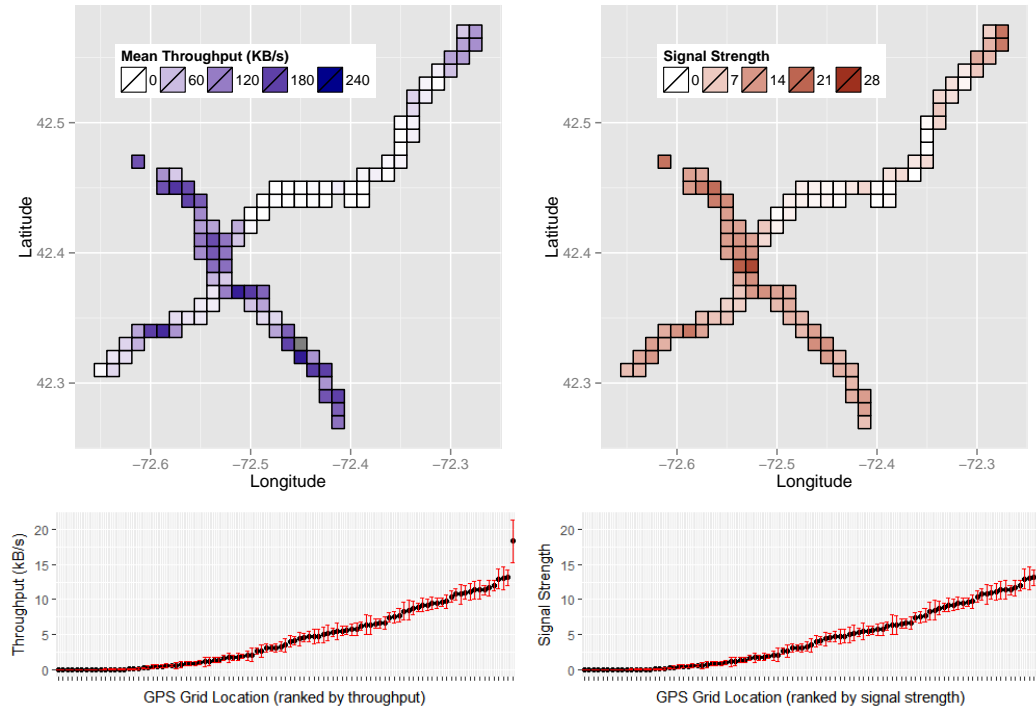 Mean Throughput (KB/s)
0 60 120 180 240
42.5
42.4
42.3
Latitude
−72.6 −72.5 −72.4 −72.3
Longitude
Signal Strength
0 7 14 21 28
42.5
42.4
42.3
Latitude
−72.6 −72.5 −72.4 −72.3
Longitude
20
15
10
5
0
Throughput (kB/s)
GPS Grid Location (ranked by throughput)
20
15
10
5
0
Signal Strength
GPS Grid Location (ranked by signal strength)